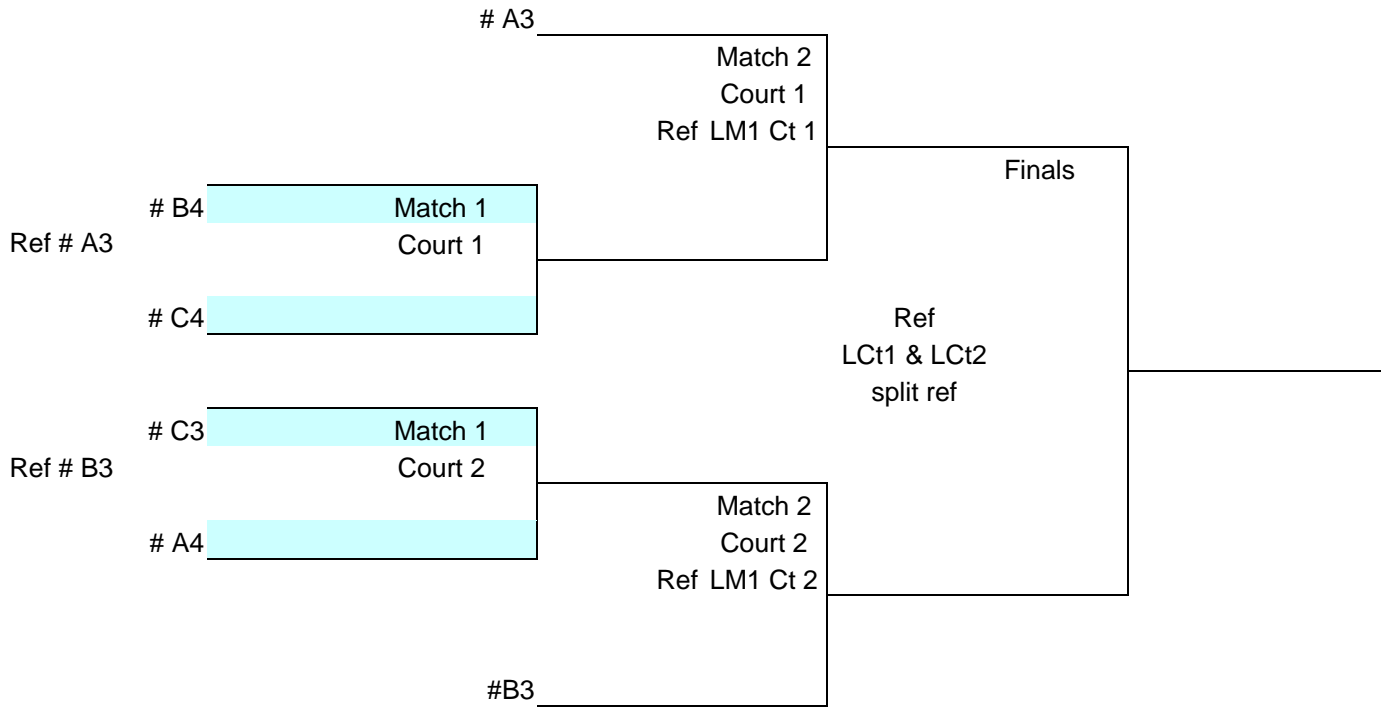 # A3
Match 2
Court 1
Ref LM1 Ct 1
Finals
# B4
Match 1
Ref # A3
Court 1
# C4
Ref
LCt1 & LCt2
split ref
# C3
Match 1
Ref # B3
Court 2
# A4
Match 2
Court 2
Ref LM1 Ct 2
#B3